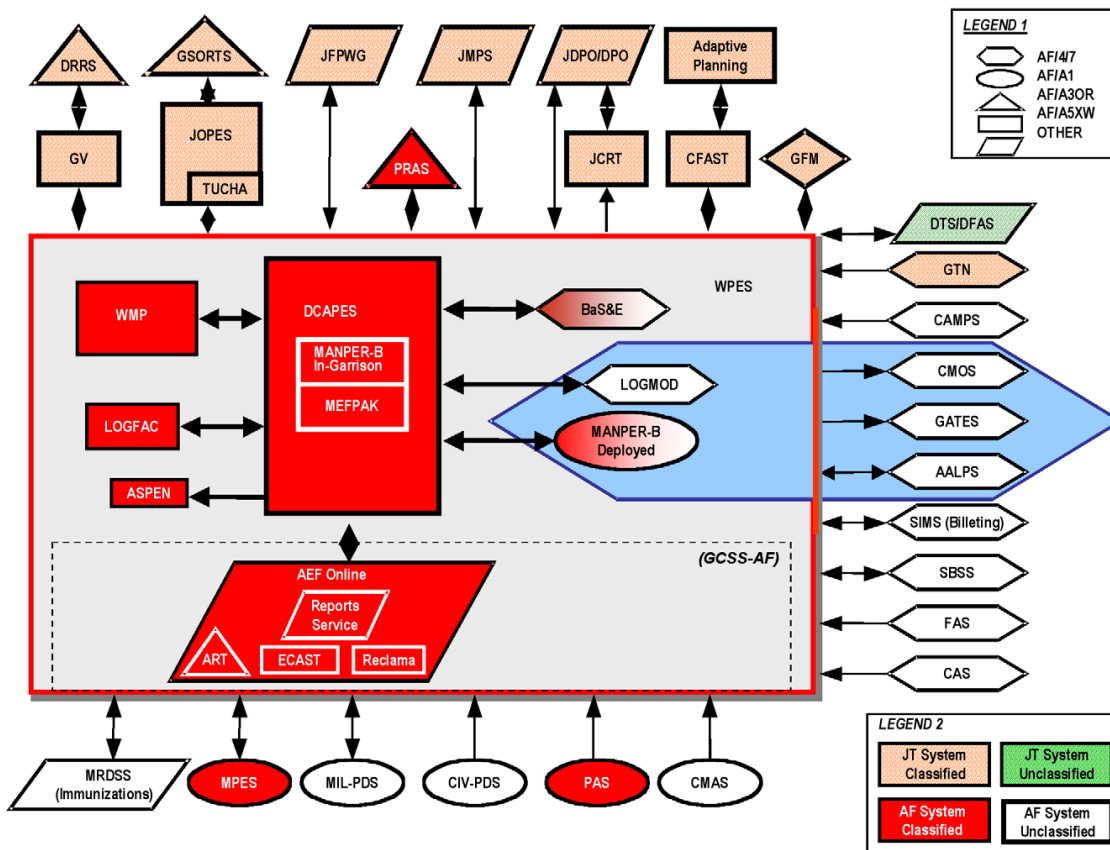 DRRS
GSORTS
JFPWG
JMPS
JDPO/DPO
Adaptive
Planning
LEGEND 1
AF/I4/7
AF/A1
AF/A3OR
AF/A5XW
OTHER
GV
JOPES
TUCHA
PRAS
JCRT
CFAST
GFM
DTS/DFAS
GTN
CAMPS
CMOS
GATES
AALPS
SIMS (Billeting)
SBSS
FAS
CAS
WPES
WMP
DCAPES
MANPER-B
In-Garrison
MEFPAK
BaS&E
LOGMOD
MANPER-B
Deployed
LOGFAC
ASPEN
(GCSS-AF)
AEF Online
Reports
Service
ART
ECAST
Reclama
MRDSS
(Immunizations)
MPES
MIL-PDS
CIV-PDS
PAS
CMAS
LEGEND 2
JT System
Classified
JT System
Unclassified
AF System
Classified
AF System
Unclassified